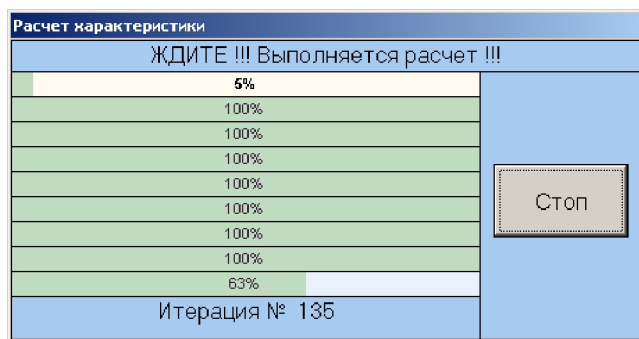 Расчет характеристики
ЖДИТЕ !!! Выполняется расчет !!!
5%
100%
100%
100%
100%
100%
100%
100%
63%
Стоп
Итерация № 135